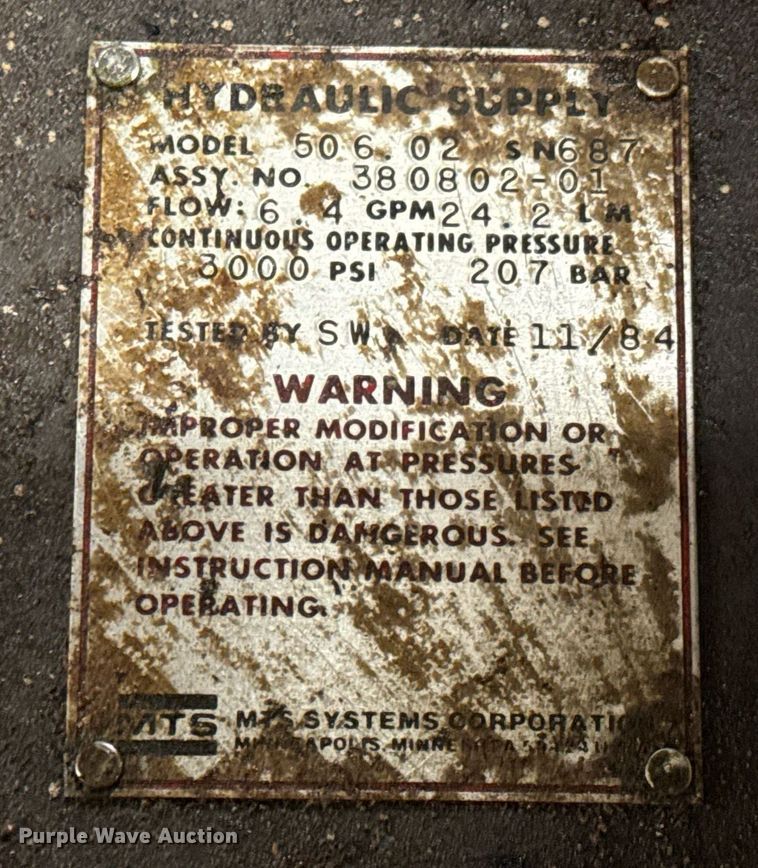 HYDRAULIC SUPPLY
MODEL 506.02 SN687
ASSY. NO. 380802-01
FLOW: 6.4 GPM 24.2 L M
CONTINUOUS OPERATING PRESSURE
3000 PSI 207 BAR
TESTED BY SW DATE 11/84
WARNING
IMPROPER MODIFICATION OR
OPERATION AT PRESSURES
GREATER THAN THOSE LISTED
ABOVE IS DANGEROUS. SEE
INSTRUCTION MANUAL BEFORE
OPERATING.
MTS MTS SYSTEMS CORPORATION
MINNEAPOLIS, MINNESOTA
Purple Wave Auction